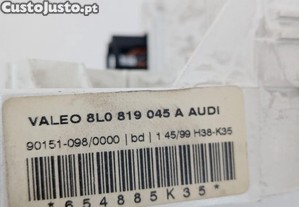 CustoJusto.pt
VALEO 8L0 819 045 A AUDI
90151-098/0000 | bd | 1 45/99 H38-K35
*654885K35*